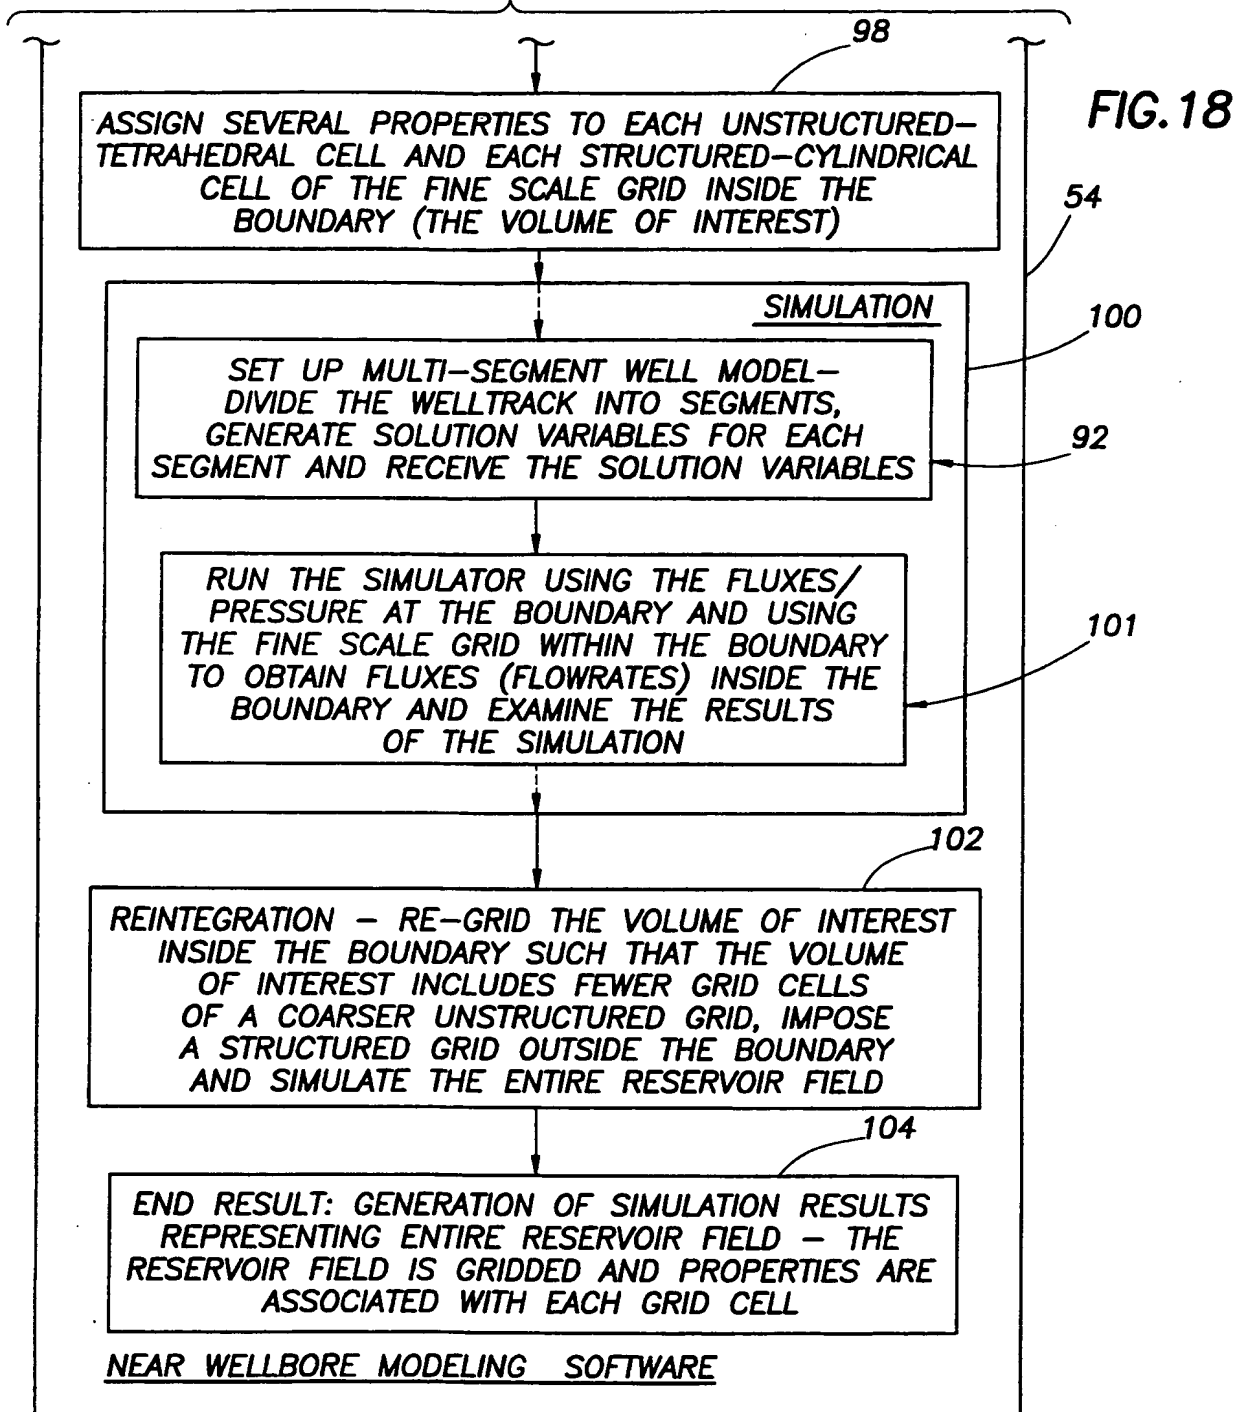 98
FIG.18
ASSIGN SEVERAL PROPERTIES TO EACH UNSTRUCTURED-
TETRAHEDRAL CELL AND EACH STRUCTURED-CYLINDRICAL
CELL OF THE FINE SCALE GRID INSIDE THE
BOUNDARY (THE VOLUME OF INTEREST)
54
SIMULATION
100
SET UP MULTI-SEGMENT WELL MODEL-
DIVIDE THE WELLTRACK INTO SEGMENTS,
GENERATE SOLUTION VARIABLES FOR EACH
SEGMENT AND RECEIVE THE SOLUTION VARIABLES
92
RUN THE SIMULATOR USING THE FLUXES/
PRESSURE AT THE BOUNDARY AND USING
THE FINE SCALE GRID WITHIN THE BOUNDARY
TO OBTAIN FLUXES (FLOWRATES) INSIDE THE
BOUNDARY AND EXAMINE THE RESULTS
OF THE SIMULATION
101
102
REINTEGRATION - RE-GRID THE VOLUME OF INTEREST
INSIDE THE BOUNDARY SUCH THAT THE VOLUME
OF INTEREST INCLUDES FEWER GRID CELLS
OF A COARSER UNSTRUCTURED GRID, IMPOSE
A STRUCTURED GRID OUTSIDE THE BOUNDARY
AND SIMULATE THE ENTIRE RESERVOIR FIELD
104
END RESULT: GENERATION OF SIMULATION RESULTS
REPRESENTING ENTIRE RESERVOIR FIELD - THE
RESERVOIR FIELD IS GRIDDED AND PROPERTIES ARE
ASSOCIATED WITH EACH GRID CELL
NEAR WELLBORE MODELING SOFTWARE